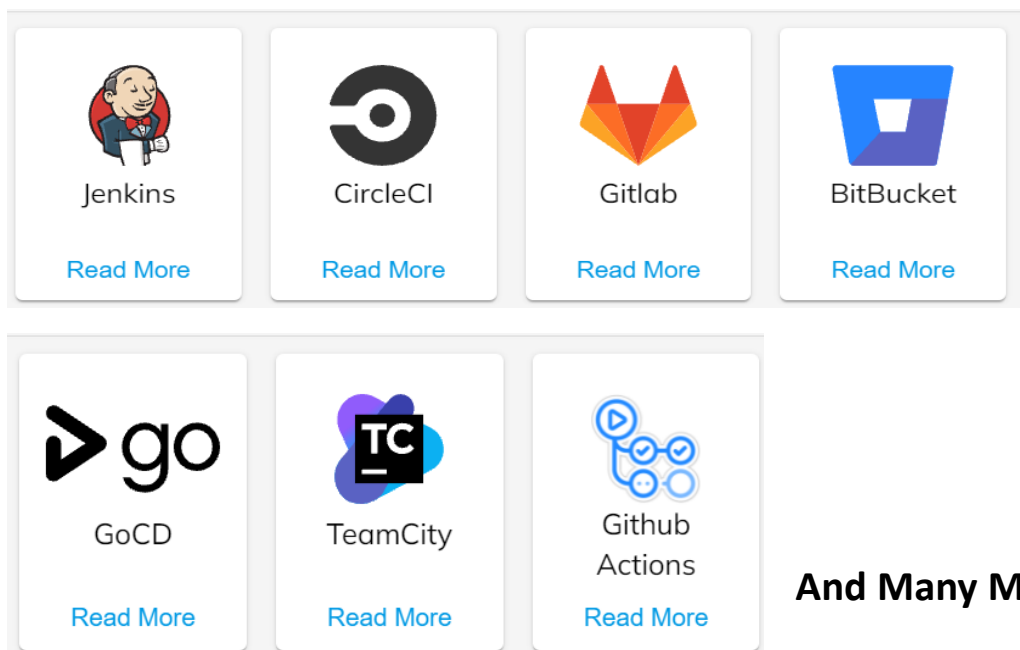 Jenkins
CircleCI
Gitlab
BitBucket
Read More
Read More
Read More
Read More
go
TC
GoCD
TeamCity
Github
Actions
Read More
Read More
Read More
And Many M